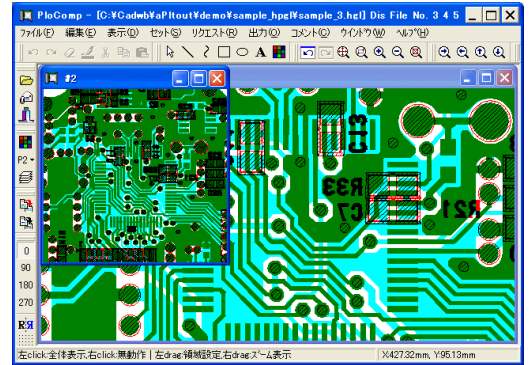 PloComp - [C:¥Cadwb¥aPltout¥demo¥sample_hpgl¥sample_3.hgl] Dis File No. 3 4 5
ファイル(F) 編集(E) 表示(D) セット(S) リクエスト(R) 出力(O) コメント(C) ウインドウ(W) ヘルプ(H)
A
#2
P2
0
90
180
270
RR
C13
R33
C7
R21
左click:全体表示,右click:無動作 | 左drag:領域設定,右drag:ズーム表示
X:427.32mm, Y:95.13mm